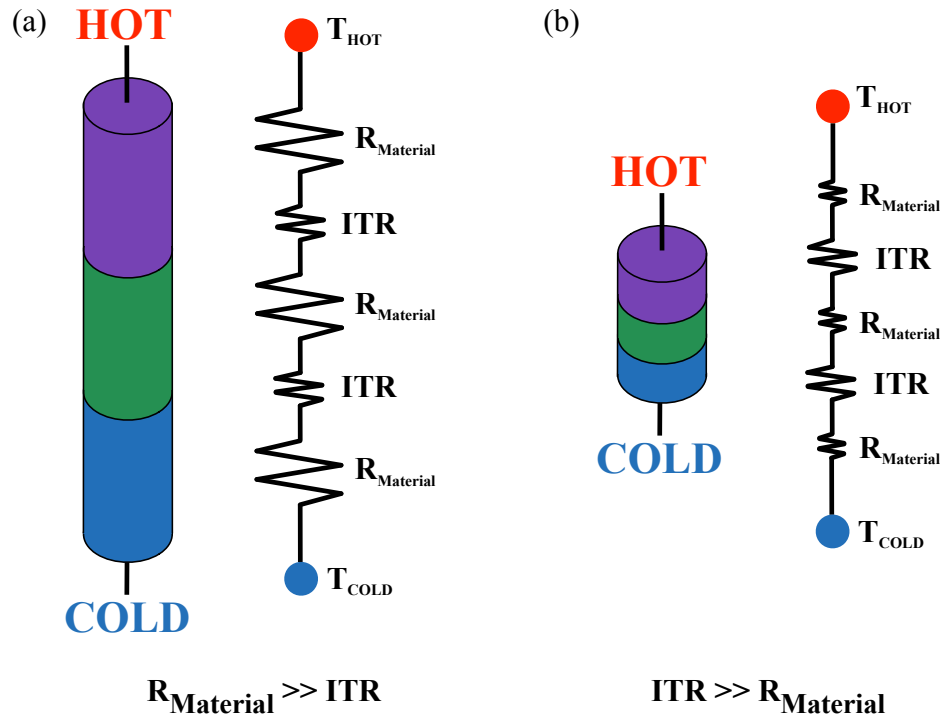 (a)
HOT
T_HOT
R_Material
ITR
R_Material
ITR
R_Material
T_COLD
COLD
R_Material >> ITR
(b)
T_HOT
HOT
R_Material
ITR
R_Material
ITR
R_Material
COLD
T_COLD
ITR >> R_Material